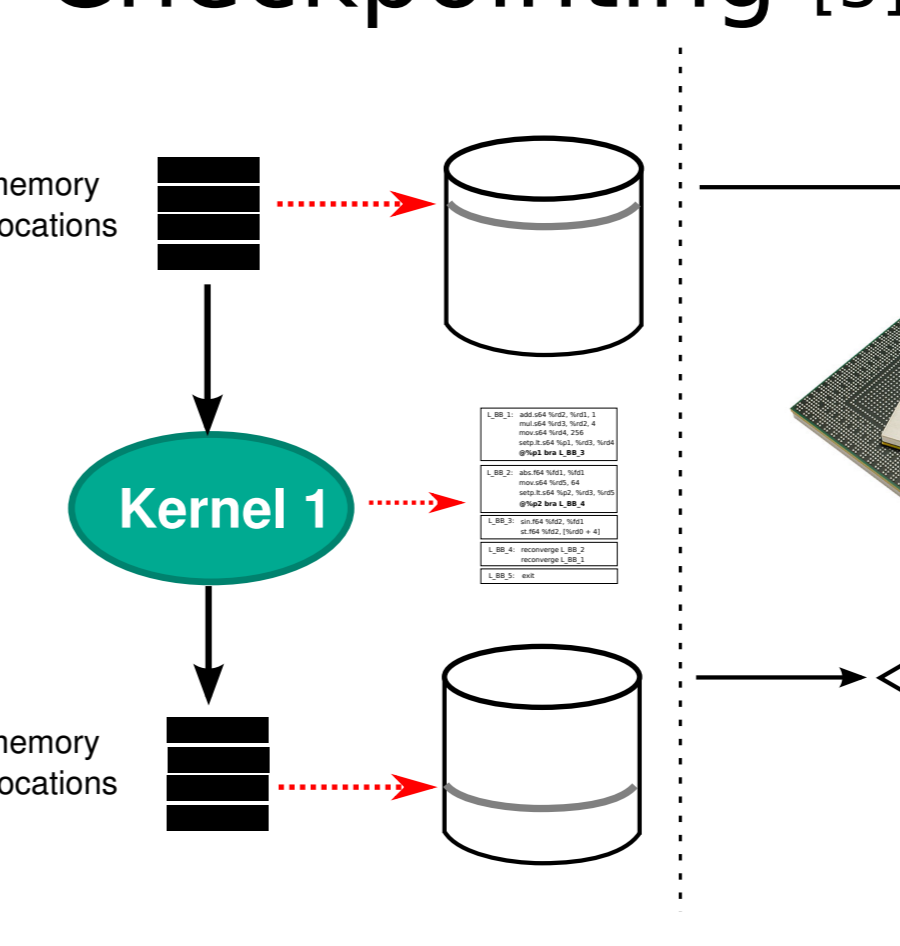 Checkpointing [5]
memory
locations
L_BB_1: add.s64 %rd2, %rd1, 1
mul.s64 %rd3, %rd2, 4
mov.s64 %rd4, 256
setp.lt.s64 %p1, %rd3, %rd4
@%p1 bra L_BB_3
L_BB_2: abs.f64 %fd1, %fd1
mov.s64 %rd5, 64
setp.lt.s64 %p2, %rd3, %rd5
@%p2 bra L_BB_4
Kernel 1
L_BB_3: sin.f64 %fd2, %fd1
st.f64 %fd2, [%rd0 + 4]
L_BB_4: reconverge L_BB_2
reconverge L_BB_1
L_BB_5: exit
memory
locations